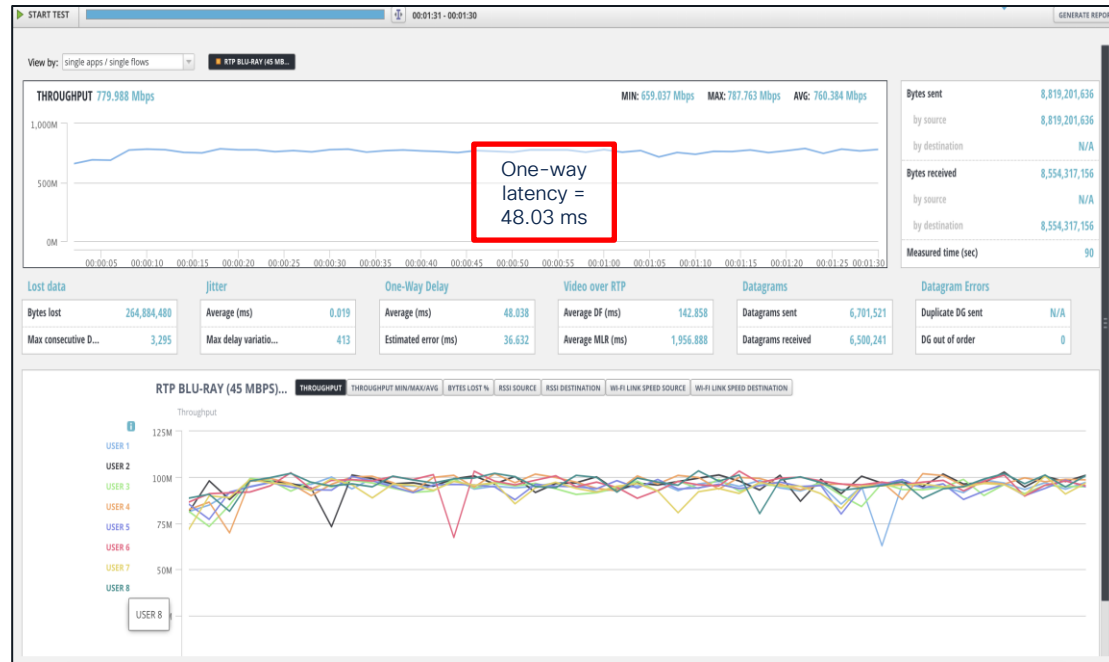 START TEST
00:01:31 - 00:01:30
GENERATE REPOR
View by: single apps / single flows
RTP BLU-RAY (45 MB...
THROUGHPUT 779.988 Mbps
MIN: 659.037 Mbps MAX: 787.763 Mbps AVG: 760.384 Mbps
1,000M
500M
0M
00:00:05 00:00:10 00:00:15 00:00:20 00:00:25 00:00:30 00:00:35 00:00:40 00:00:45 00:00:50 00:00:55 00:01:00 00:01:05 00:01:10 00:01:15 00:01:20 00:01:25 00:01:30
One-way
latency =
48.03 ms
Bytes sent 8,819,201,636
by source 8,819,201,636
by destination N/A
Bytes received 8,554,317,156
by source N/A
by destination 8,554,317,156
Measured time (sec) 90
Lost data
Bytes lost 264,884,480
Max consecutive D... 3,295
Jitter
Average (ms) 0.019
Max delay variatio... 413
One-Way Delay
Average (ms) 48.038
Estimated error (ms) 36.632
Video over RTP
Average DF (ms) 142.858
Average MLR (ms) 1,956.888
Datagrams
Datagrams sent 6,701,521
Datagrams received 6,500,241
Datagram Errors
Duplicate DG sent N/A
DG out of order 0
RTP BLU-RAY (45 MBPS)...
THROUGHPUT THROUGHPUT MIN/MAX/AVG BYTES LOST % RSSI SOURCE RSSI DESTINATION WI-FI LINK SPEED SOURCE WI-FI LINK SPEED DESTINATION
Throughput
USER 1
USER 2
USER 3
USER 4
USER 5
USER 6
USER 7
USER 8
USER 8
125M
100M
75M
50M